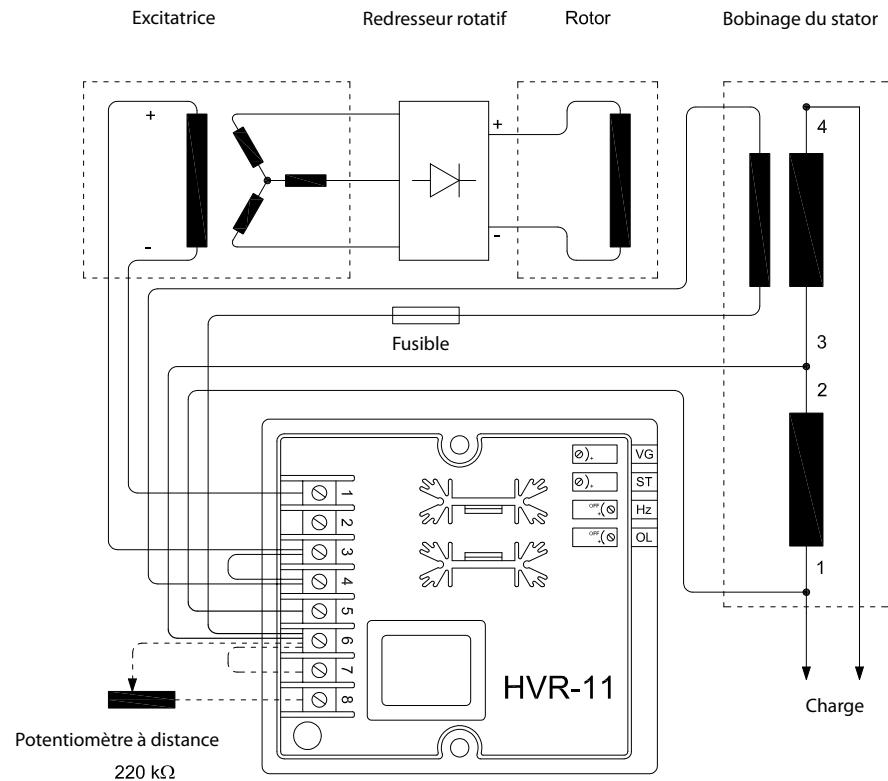 Excitatrice
Redresseur rotatif
Rotor
Bobinage du stator
+
-
+
-
4
3
2
1
Fusible
1
2
3
4
5
6
7
8
VG
ST
OFF
Hz
OFF
OL
HVR-11
Charge
Potentiomètre à distance
220 kΩ